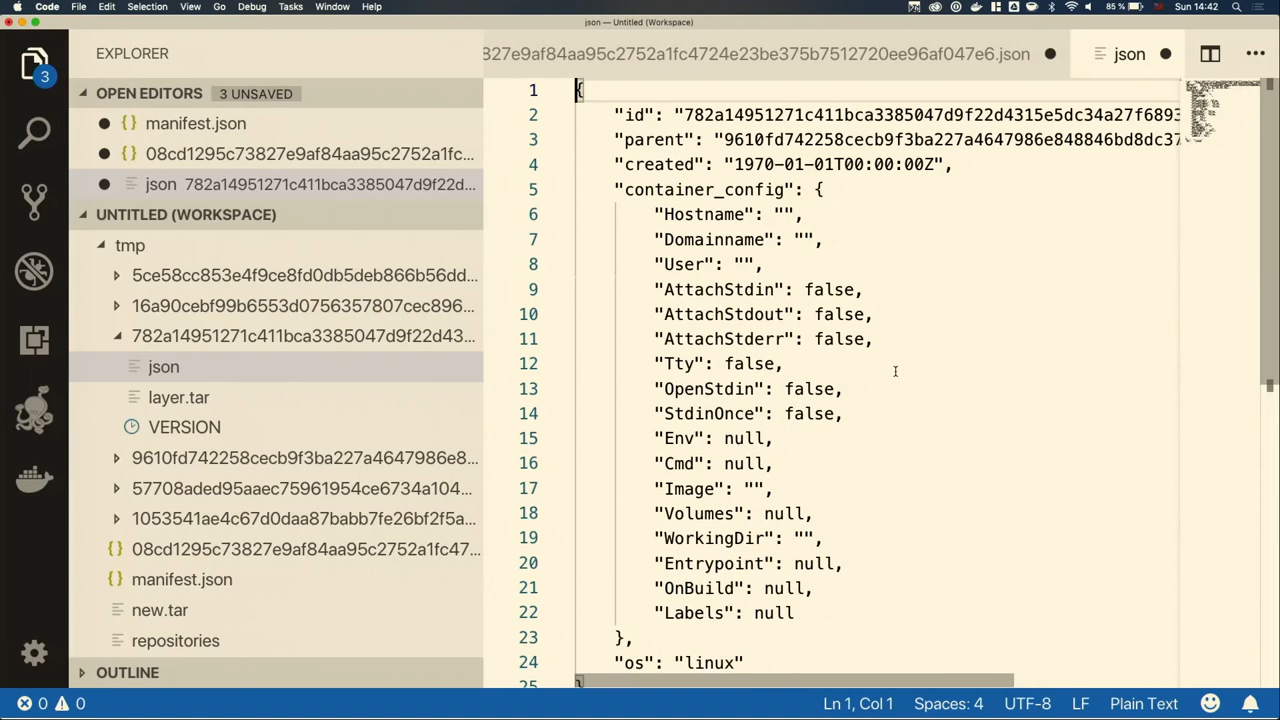 Code File Edit Selection View Go Debug Tasks Window Help 85 % Sun 14:42
json — Untitled (Workspace)
EXPLORER
3
OPEN EDITORS 3 UNSAVED
manifest.json
08cd1295c73827e9af84aa95c2752a1fc...
json 782a14951271c411bca3385047d9f22d...
UNTITLED (WORKSPACE)
tmp
5ce58cc853e4f9ce8fd0db5deb866b56dd...
16a90cebf99b6553d0756357807cec896...
782a14951271c411bca3385047d9f22d43...
json
layer.tar
VERSION
9610fd742258cecb9f3ba227a4647986e8...
57708aded95aaec75961954ce6734a104...
1053541ae4c67d0daa87babb7fe26bf2f5a...
08cd1295c73827e9af84aa95c2752a1fc47...
manifest.json
new.tar
repositories
OUTLINE
827e9af84aa95c2752a1fc4724e23be375b7512720ee96af047e6.json json
1 {
2 "id": "782a14951271c411bca3385047d9f22d4315e5dc34a27f6893
3 "parent": "9610fd742258cecb9f3ba227a4647986e848846bd8dc37
4 "created": "1970-01-01T00:00:00Z",
5 "container_config": {
6 "Hostname": "",
7 "Domainname": "",
8 "User": "",
9 "AttachStdin": false,
10 "AttachStdout": false,
11 "AttachStderr": false,
12 "Tty": false,
13 "OpenStdin": false,
14 "StdinOnce": false,
15 "Env": null,
16 "Cmd": null,
17 "Image": "",
18 "Volumes": null,
19 "WorkingDir": "",
20 "Entrypoint": null,
21 "OnBuild": null,
22 "Labels": null
23 },
24 "os": "linux"
25 }
0 0 Ln 1, Col 1 Spaces: 4 UTF-8 LF Plain Text